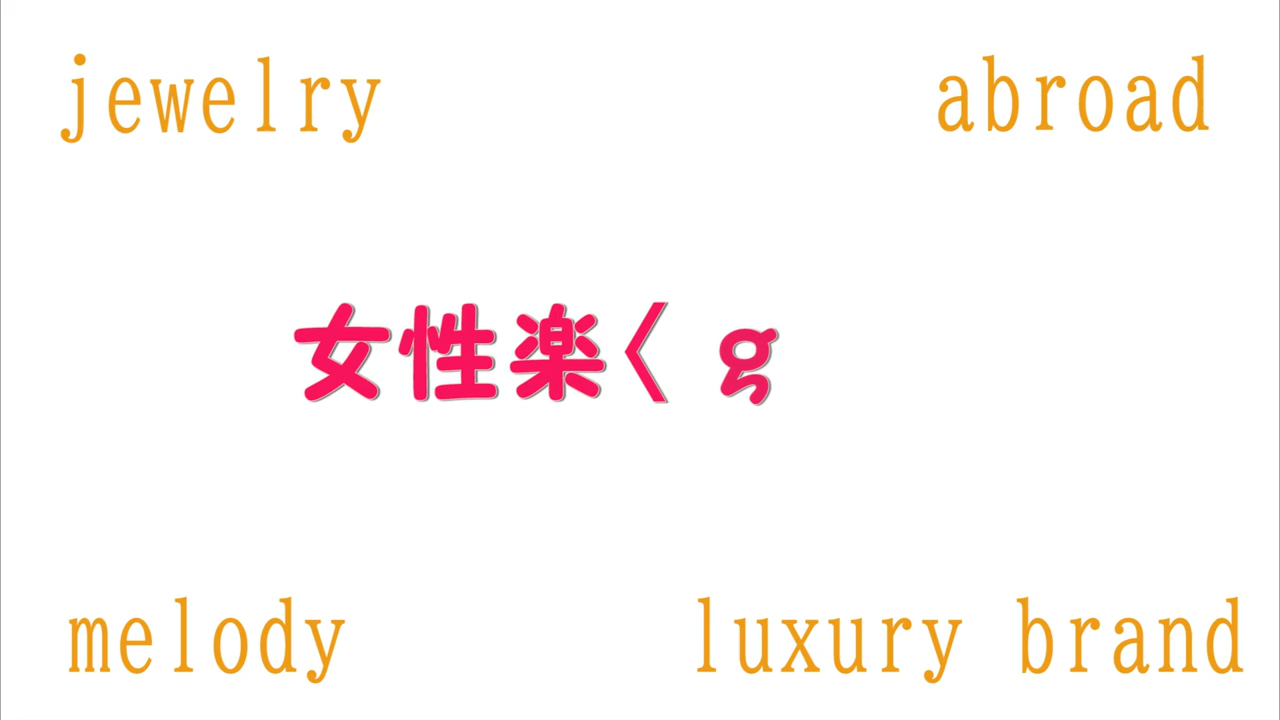 jewelry
abroad
女性楽く g
melody
luxury brand